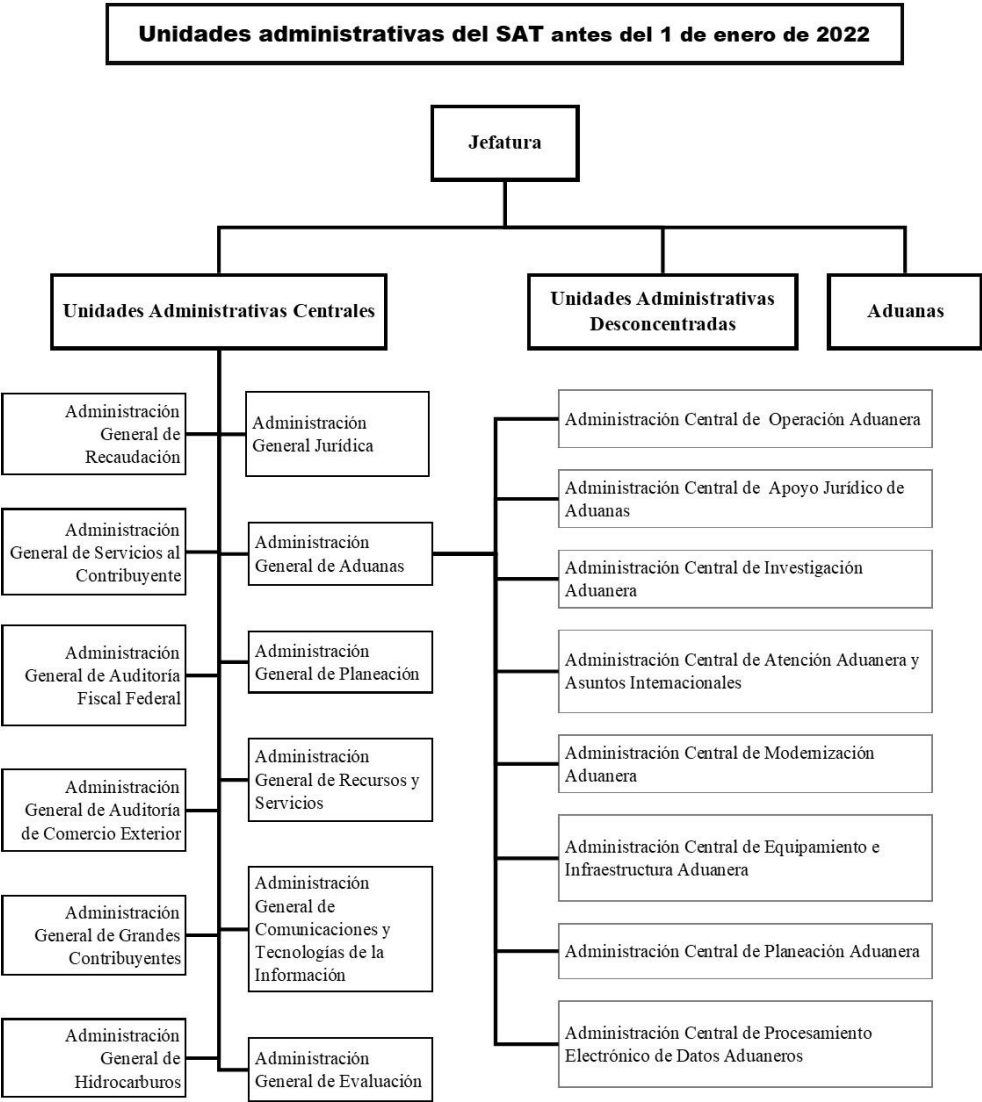 Unidades administrativas del SAT antes del 1 de enero de 2022
Jefatura
Unidades Administrativas Centrales
Unidades Administrativas
Desconcentradas
Aduanas
Administración
General de
Recaudación
Administración
General de Servicios al
Contribuyente
Administración
General de Auditoría
Fiscal Federal
Administración
General de Auditoría
de Comercio Exterior
Administración
General de Grandes
Contribuyentes
Administración
General de
Hidrocarburos
Administración
General Jurídica
Administración
General de Aduanas
Administración
General de Planeación
Administración
General de Recursos y
Servicios
Administración
General de
Comunicaciones y
Tecnologías de la
Información
Administración
General de Evaluación
Administración Central de Operación Aduanera
Administración Central de Apoyo Jurídico de
Aduanas
Administración Central de Investigación
Aduanera
Administración Central de Atención Aduanera y
Asuntos Internacionales
Administración Central de Modernización
Aduanera
Administración Central de Equipamiento e
Infraestructura Aduanera
Administración Central de Planeación Aduanera
Administración Central de Procesamiento
Electrónico de Datos Aduaneros